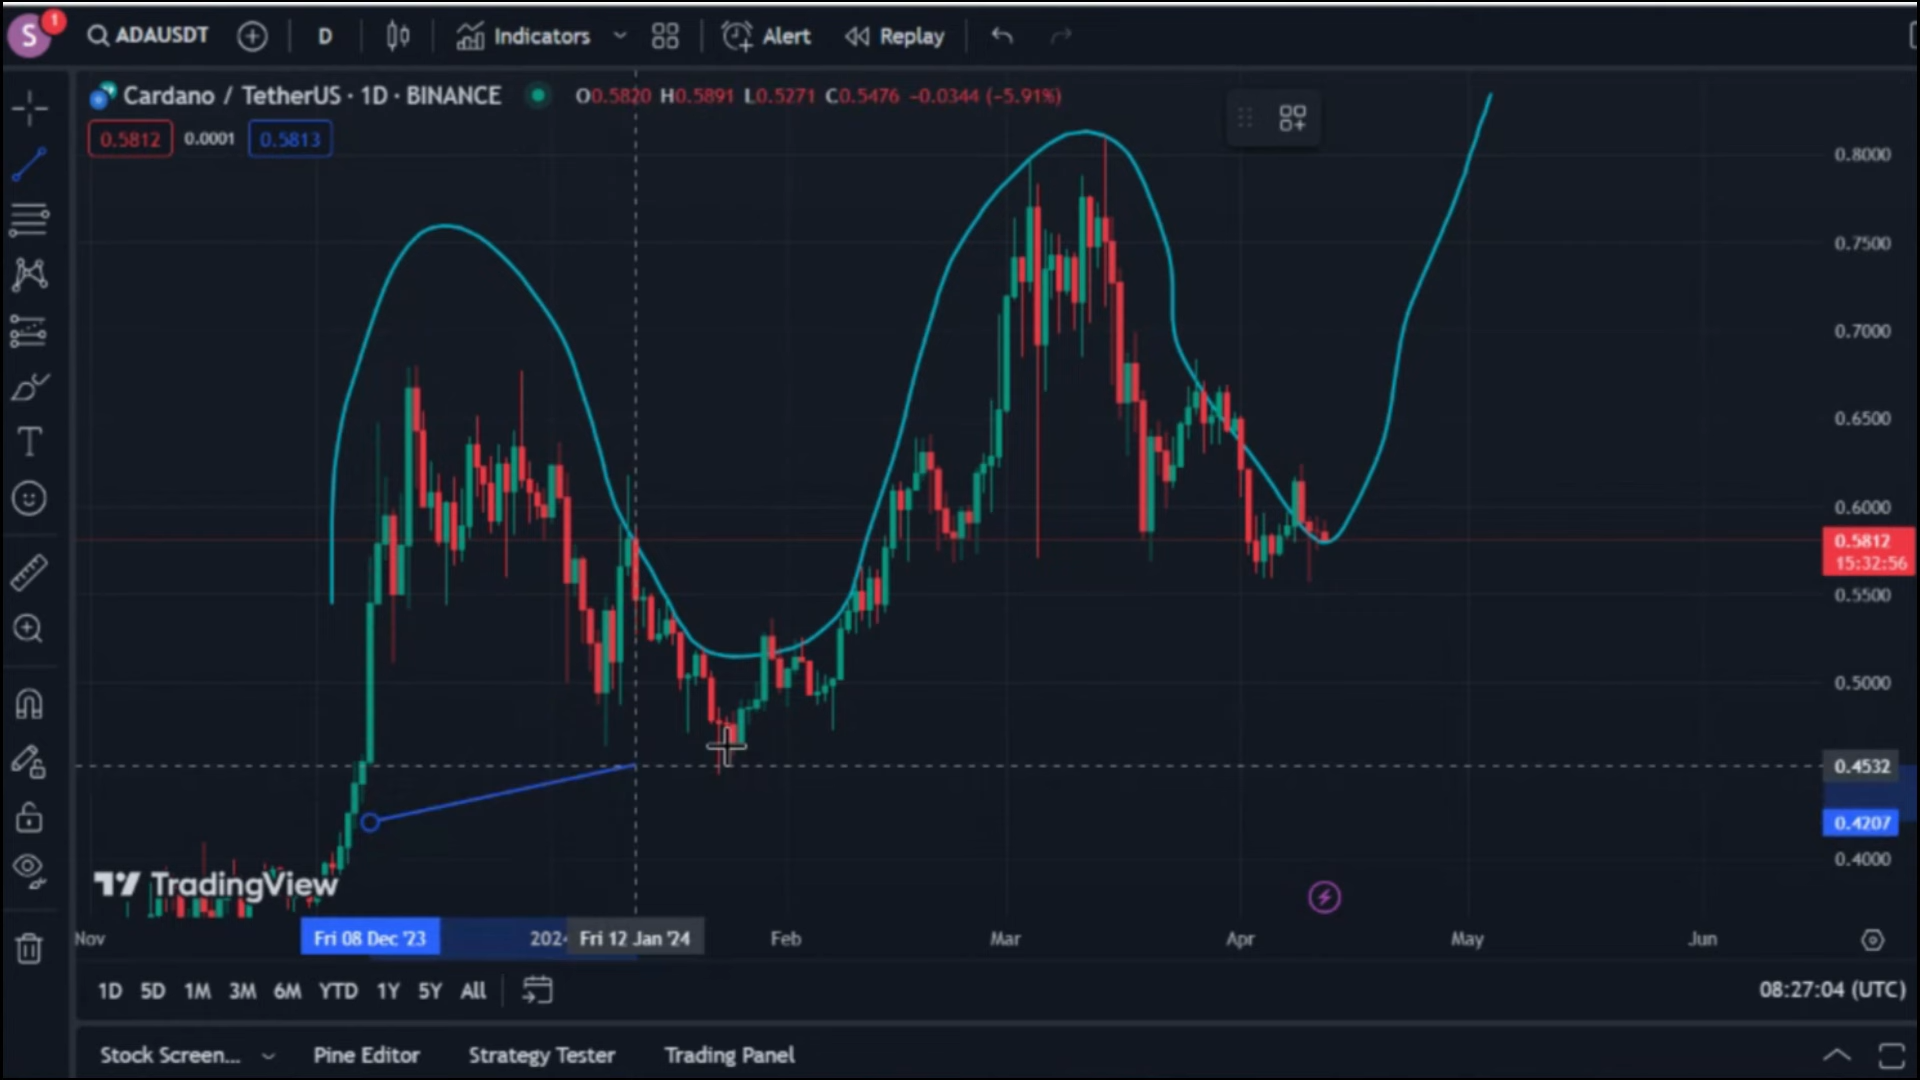 S 1 ADAUSDT D Indicators Alert Replay
Cardano / TetherUS · 1D · BINANCE O0.5820 H0.5891 L0.5271 C0.5476 −0.0344 (−5.91%)
0.5812 0.0001 0.5813
0.8000
0.7500
0.7000
0.6500
0.6000
0.5812
15:32:56
0.5500
0.5000
0.4532
0.4207
0.4000
TradingView
Nov Fri 08 Dec '23 202 Fri 12 Jan '24 Feb Mar Apr May Jun
1D 5D 1M 3M 6M YTD 1Y 5Y All 08:27:04 (UTC)
Stock Screen... Pine Editor Strategy Tester Trading Panel